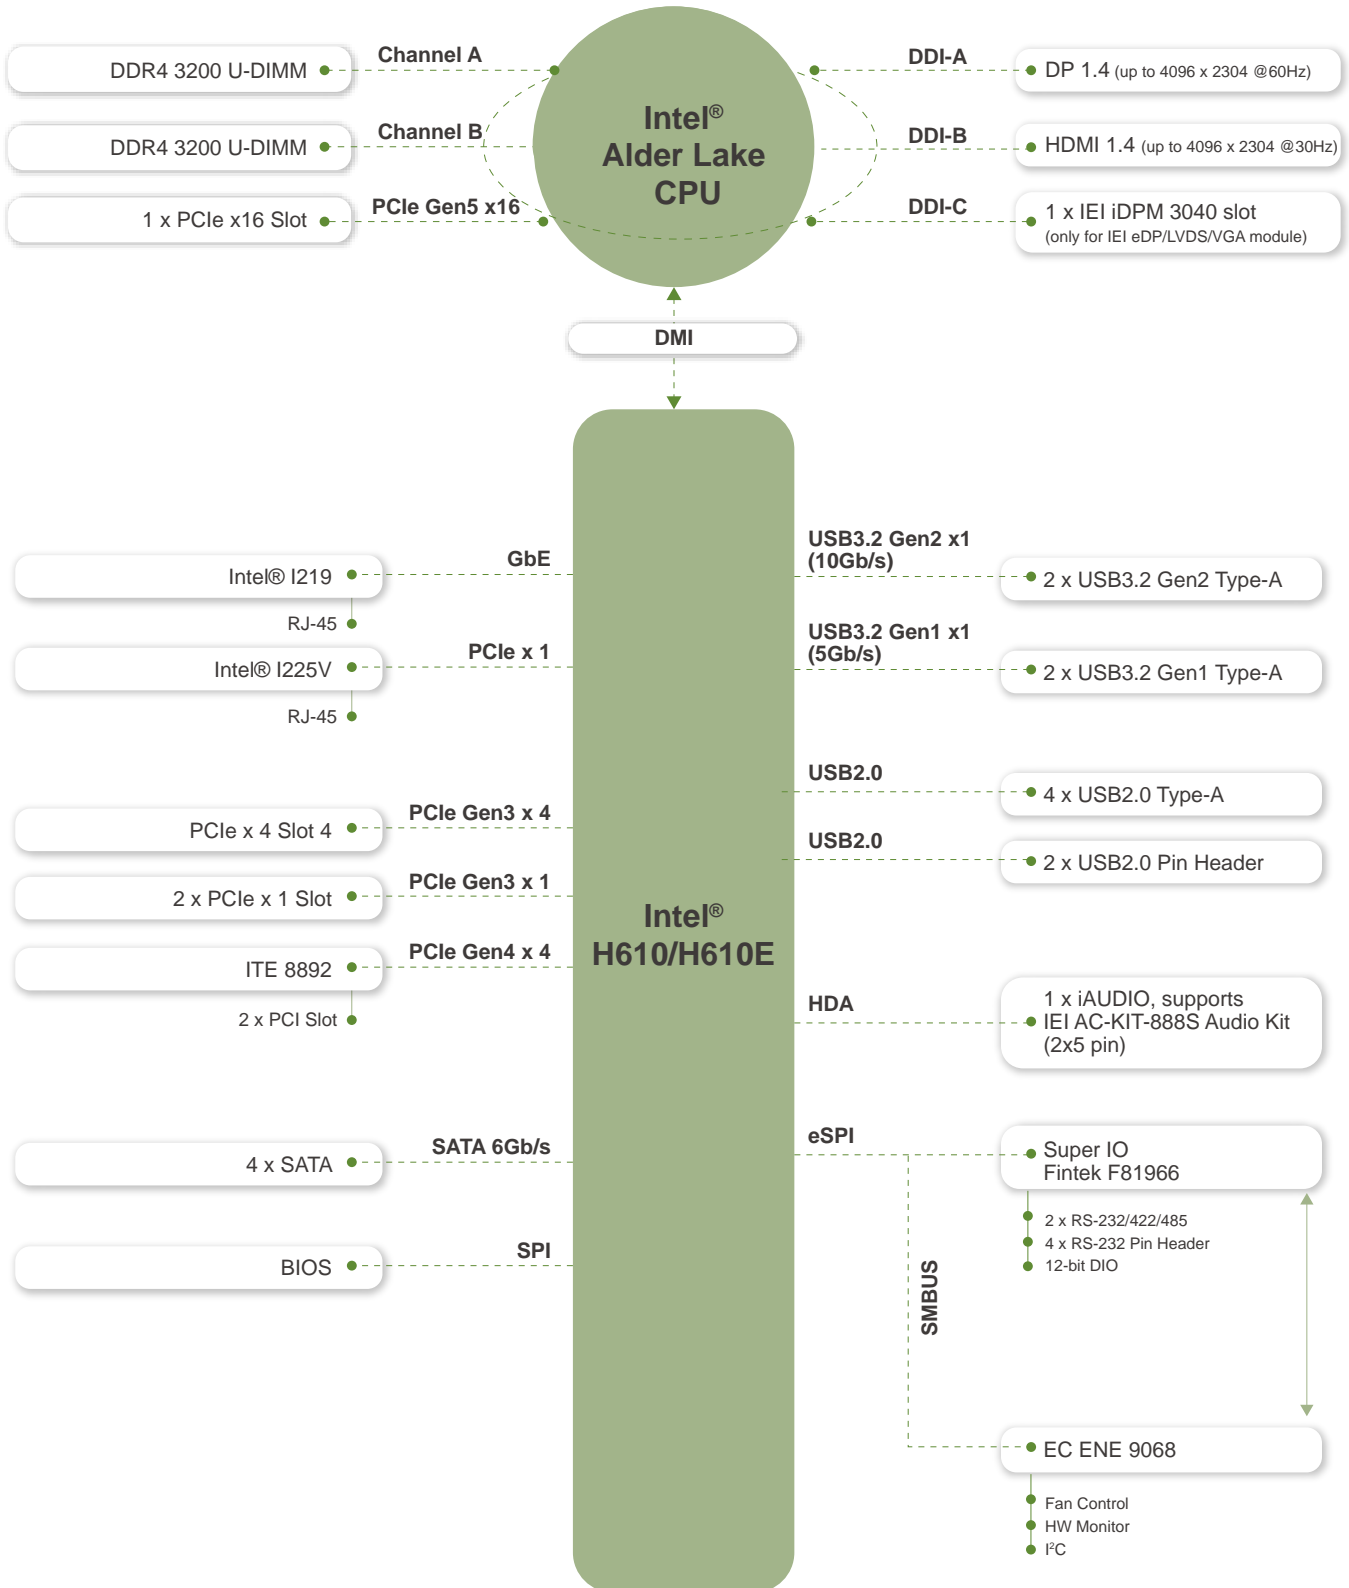 Channel A
DDR4 3200 U-DIMM
Channel B
DDR4 3200 U-DIMM
PCIe Gen5 x16
1 x PCIe x16 Slot
Intel®
Alder Lake
CPU
DDI-A
DP 1.4 (up to 4096 x 2304 @60Hz)
DDI-B
HDMI 1.4 (up to 4096 x 2304 @30Hz)
DDI-C
1 x IEI iDPM 3040 slot
(only for IEI eDP/LVDS/VGA module)
DMI
GbE
Intel® I219
RJ-45
PCIe x 1
Intel® I225V
RJ-45
PCIe Gen3 x 4
PCIe x 4 Slot 4
PCIe Gen3 x 1
2 x PCIe x 1 Slot
PCIe Gen4 x 4
ITE 8892
2 x PCI Slot
SATA 6Gb/s
4 x SATA
SPI
BIOS
Intel®
H610/H610E
USB3.2 Gen2 x1
(10Gb/s)
2 x USB3.2 Gen2 Type-A
USB3.2 Gen1 x1
(5Gb/s)
2 x USB3.2 Gen1 Type-A
USB2.0
4 x USB2.0 Type-A
USB2.0
2 x USB2.0 Pin Header
HDA
1 x iAUDIO, supports
IEI AC-KIT-888S Audio Kit
(2x5 pin)
eSPI
Super IO
Fintek F81966
2 x RS-232/422/485
4 x RS-232 Pin Header
12-bit DIO
SMBUS
EC ENE 9068
Fan Control
HW Monitor
I²C